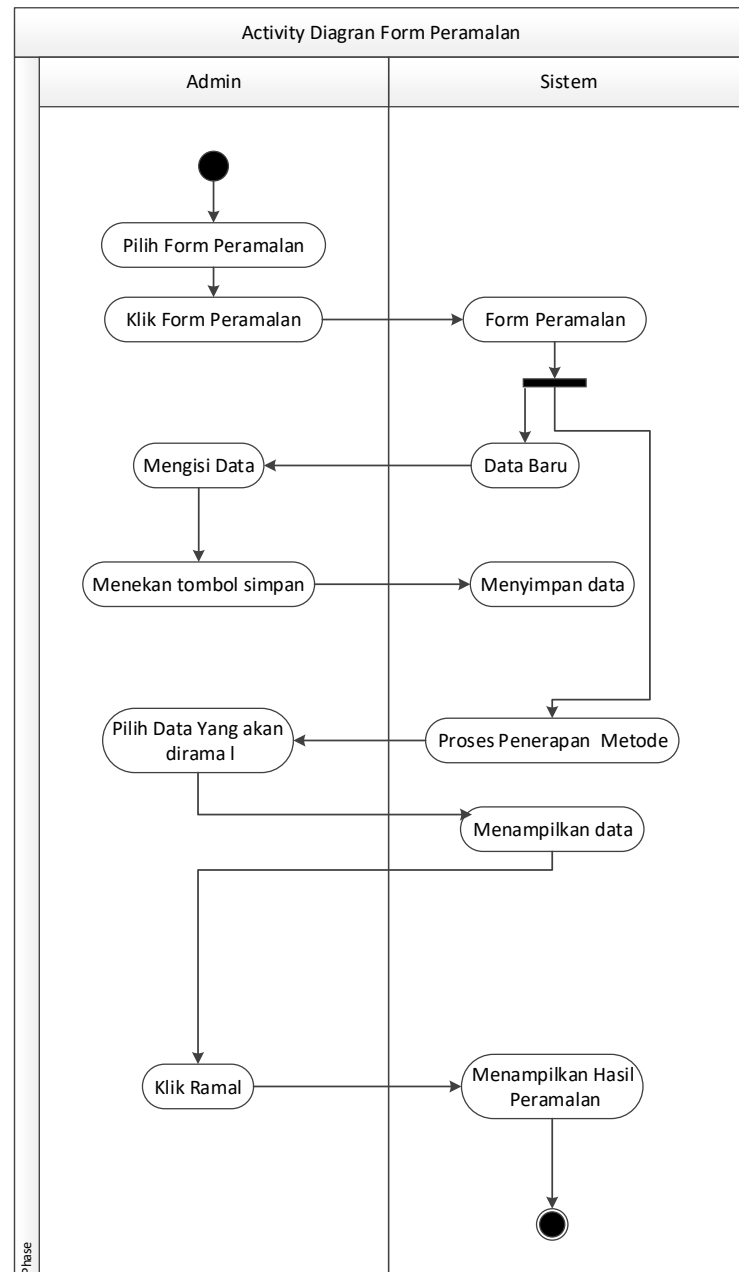 Activity Diagran Form Peramalan
Admin
Sistem
Pilih Form Peramalan
Klik Form Peramalan
Form Peramalan
Mengisi Data
Data Baru
Menekan tombol simpan
Menyimpan data
Pilih Data Yang akan
dirama l
Proses Penerapan Metode
Menampilkan data
Klik Ramal
Menampilkan Hasil
Peramalan
Phase